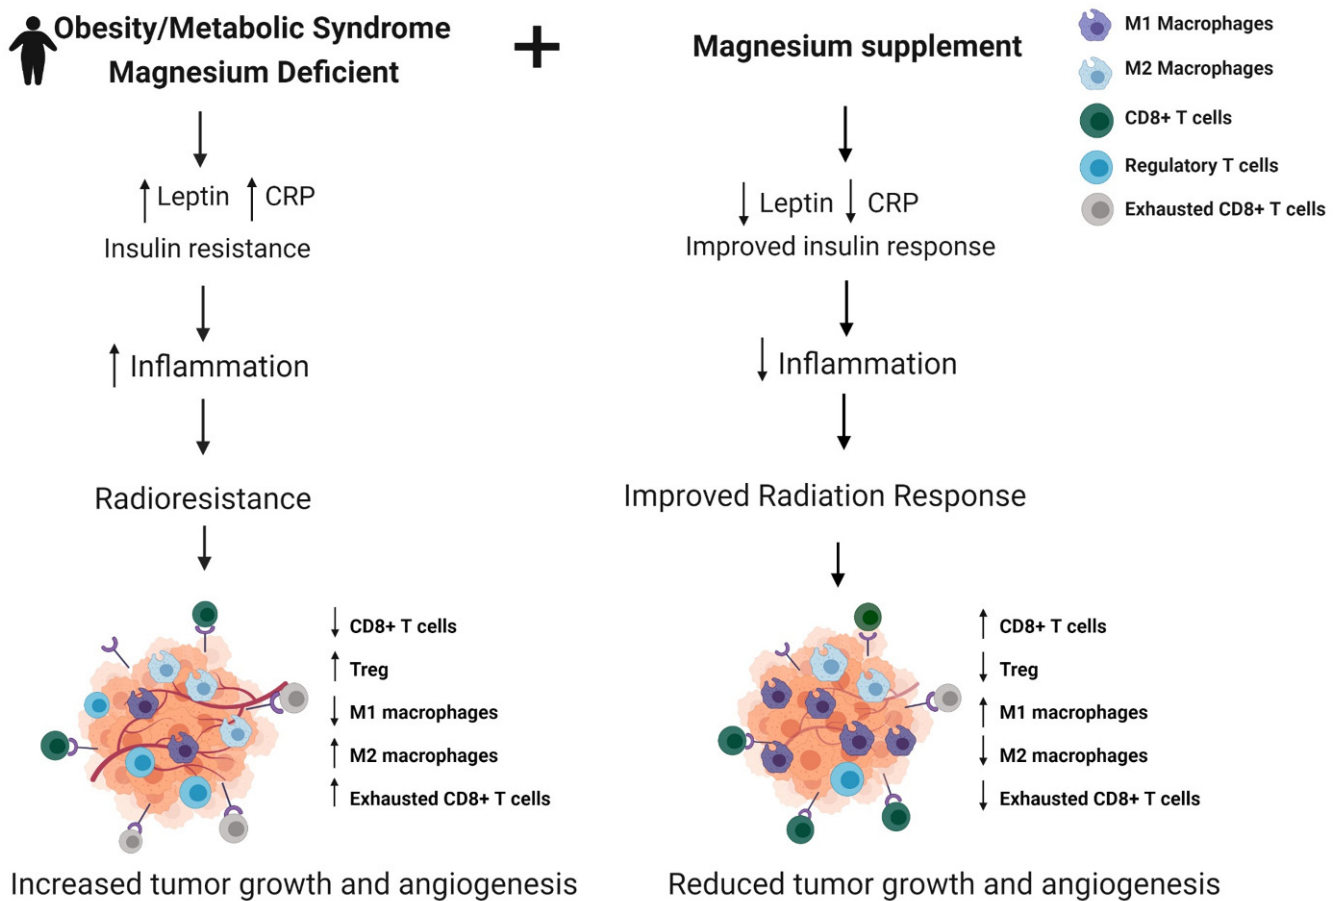 Obesity/Metabolic Syndrome
Magnesium Deficient
+
Magnesium supplement
M1 Macrophages
M2 Macrophages
CD8+ T cells
Regulatory T cells
Exhausted CD8+ T cells
↑ Leptin ↑ CRP
Insulin resistance
↑ Inflammation
Radioresistance
↓ CD8+ T cells
↑ Treg
↓ M1 macrophages
↑ M2 macrophages
↑ Exhausted CD8+ T cells
Increased tumor growth and angiogenesis
↓ Leptin ↓ CRP
Improved insulin response
↓ Inflammation
Improved Radiation Response
↑ CD8+ T cells
↓ Treg
↑ M1 macrophages
↓ M2 macrophages
↓ Exhausted CD8+ T cells
Reduced tumor growth and angiogenesis